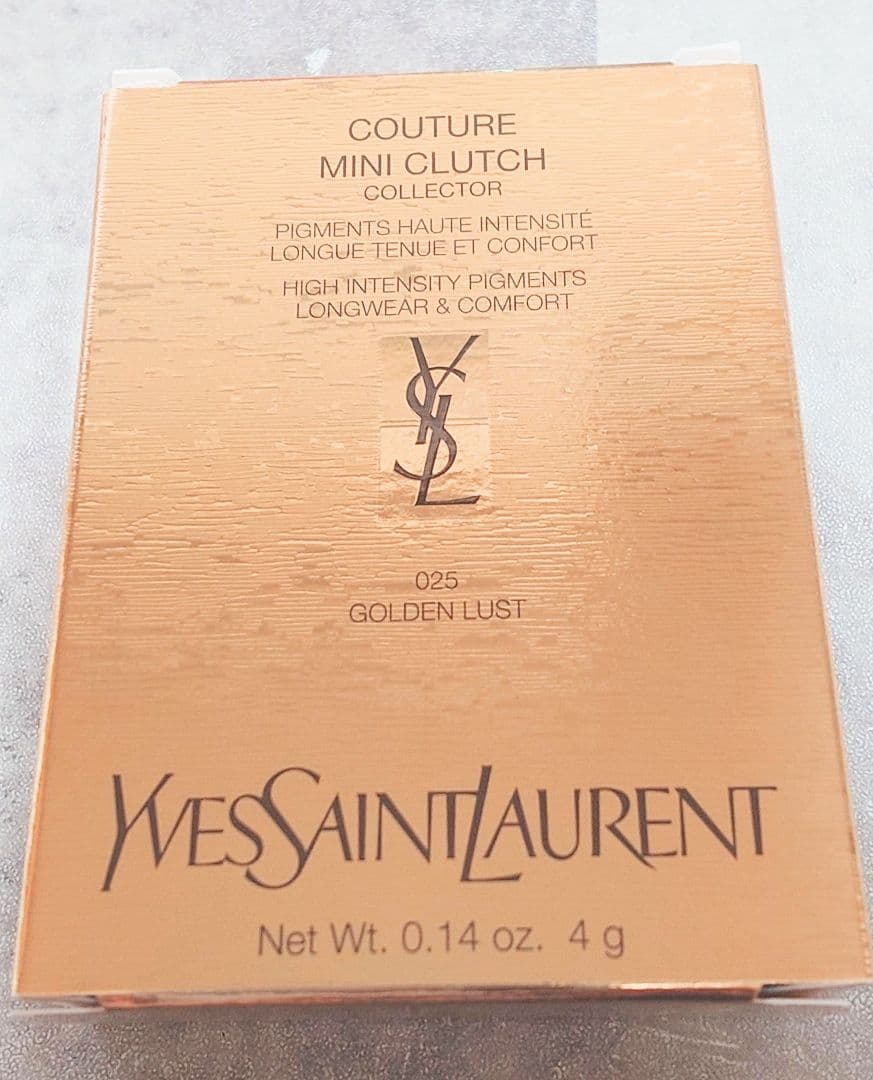 COUTURE
MINI CLUTCH
COLLECTOR
PIGMENTS HAUTE INTENSITÉ
LONGUE TENUE ET CONFORT
HIGH INTENSITY PIGMENTS
LONGWEAR & COMFORT
YSL
025
GOLDEN LUST
YVESSAINTLAURENT
Net Wt. 0.14 oz. 4 g